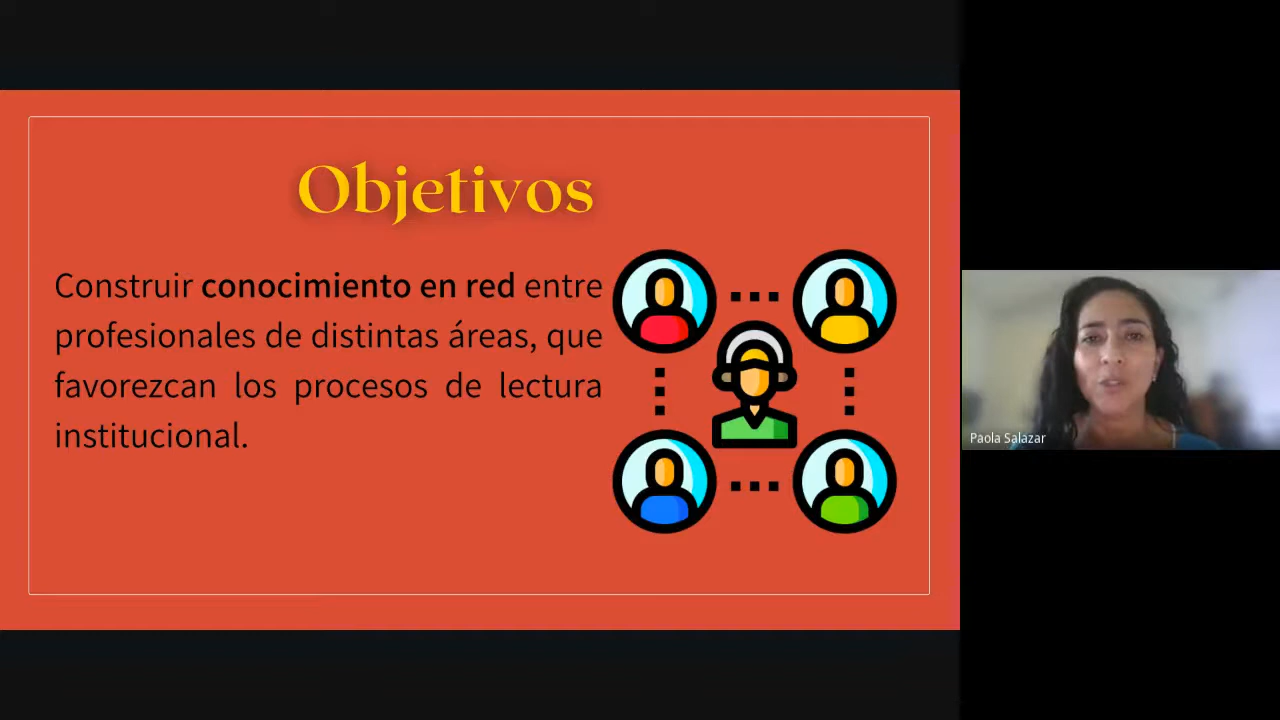 Objetivos
Construir conocimiento en red entre
profesionales de distintas áreas, que
favorezcan los procesos de lectura
institucional.
Paola Salazar